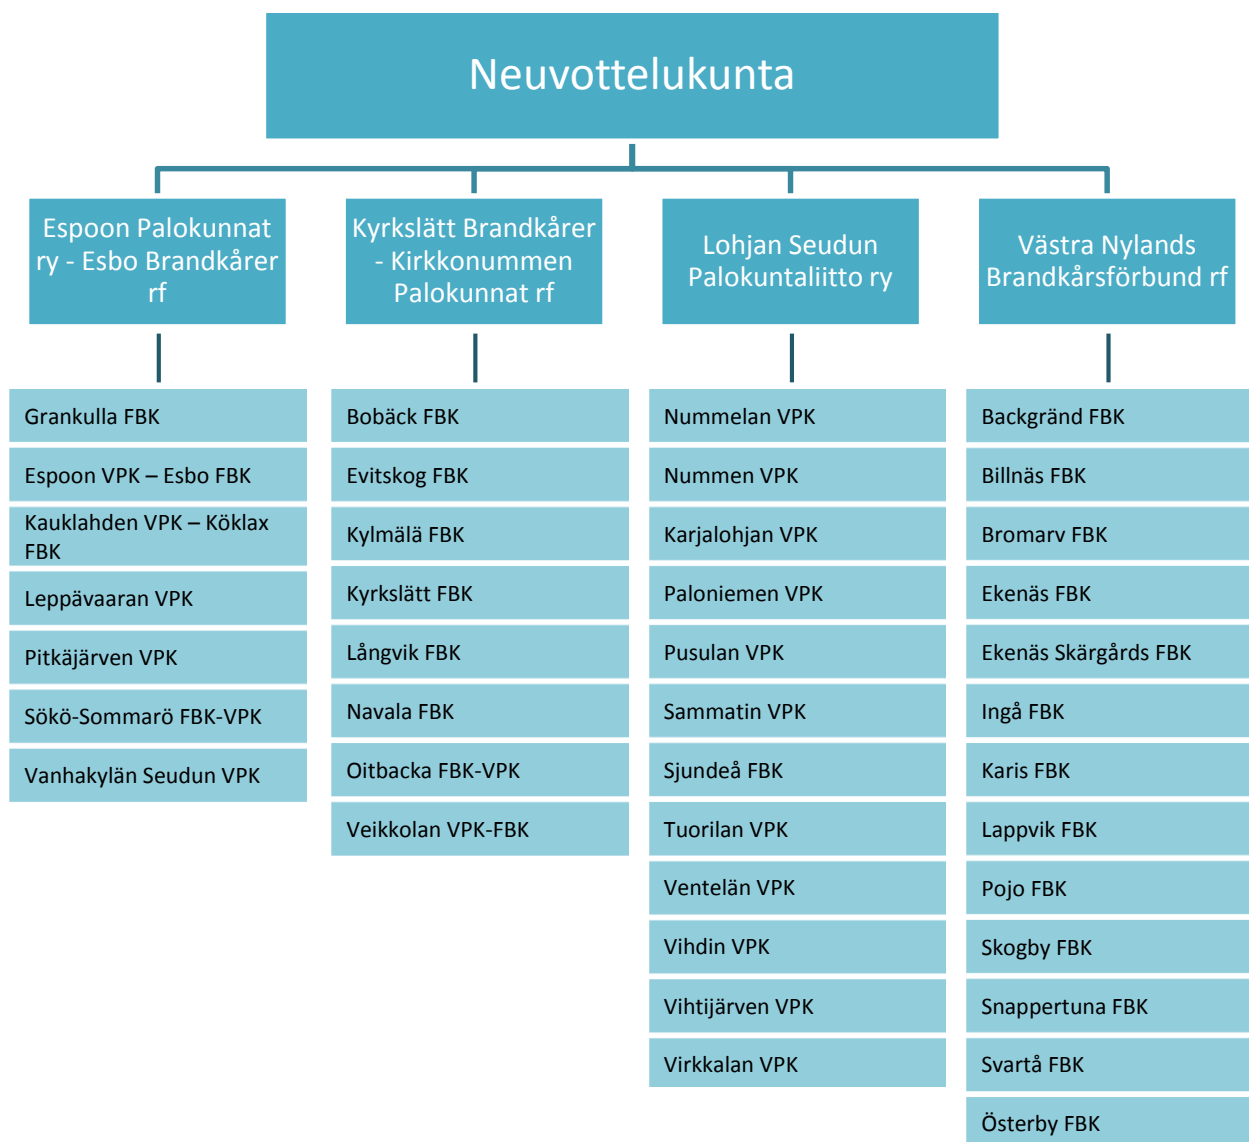 Neuvottelukunta
Espoon Palokunnat
ry - Esbo Brandkårer
rf
Grankulla FBK
Espoon VPK – Esbo FBK
Kauklahden VPK – Köklax
FBK
Leppävaaran VPK
Pitkäjärven VPK
Sökö-Sommarö FBK-VPK
Vanhakylän Seudun VPK
Kyrkslätt Brandkårer
- Kirkkonummen
Palokunnat rf
Bobäck FBK
Evitskog FBK
Kylmälä FBK
Kyrkslätt FBK
Långvik FBK
Navala FBK
Oitbacka FBK-VPK
Veikkolan VPK-FBK
Lohjan Seudun
Palokuntaliitto ry
Nummelan VPK
Nummen VPK
Karjalohjan VPK
Paloniemen VPK
Pusulan VPK
Sammatin VPK
Sjundeå FBK
Tuorilan VPK
Ventelän VPK
Vihdin VPK
Vihtijärven VPK
Virkkalan VPK
Västra Nylands
Brandkårsförbund rf
Backgränd FBK
Billnäs FBK
Bromarv FBK
Ekenäs FBK
Ekenäs Skärgårds FBK
Ingå FBK
Karis FBK
Lappvik FBK
Pojo FBK
Skogby FBK
Snappertuna FBK
Svartå FBK
Österby FBK